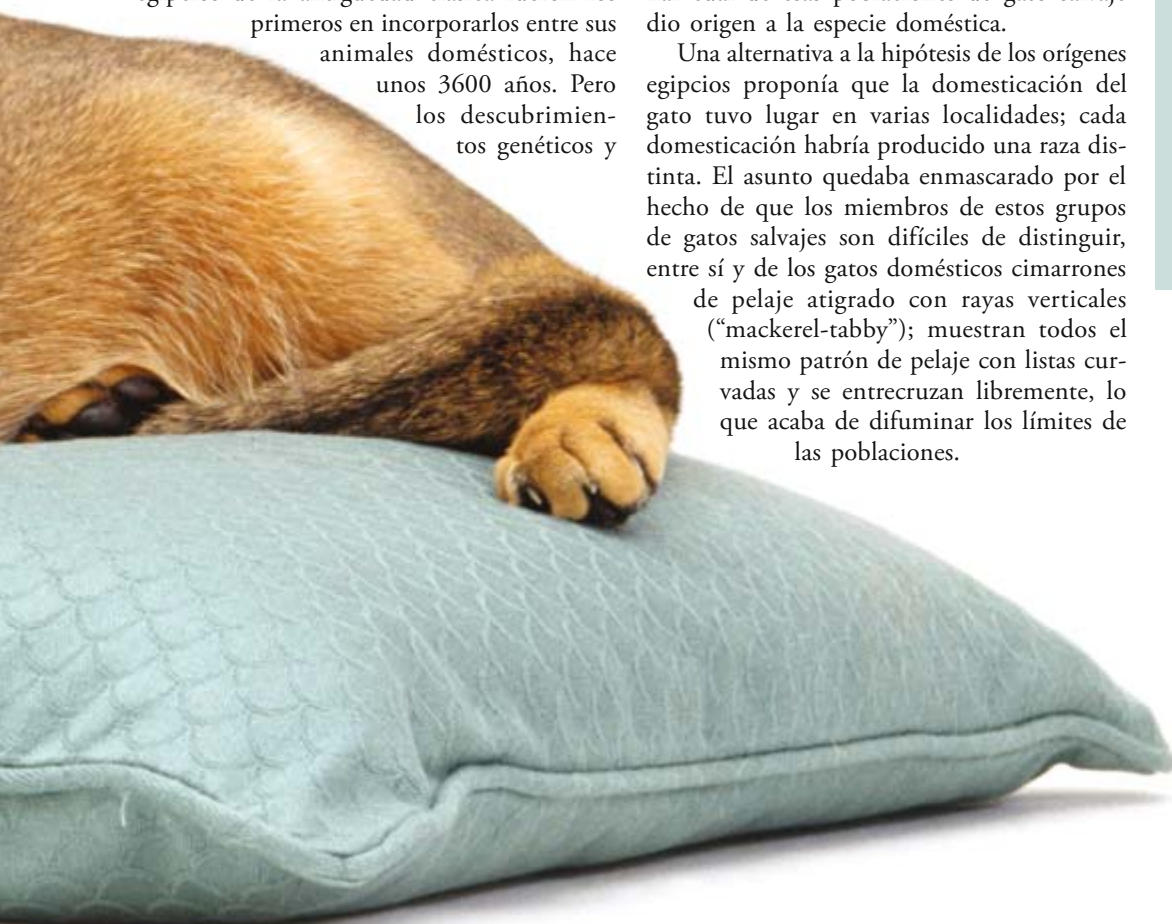 primeros en incorporarlos entre sus
animales domésticos, hace
unos 3600 años. Pero
los descubrimien-
tos genéticos y
dio origen a la especie doméstica.
Una alternativa a la hipótesis de los orígenes
egipcios proponía que la domesticación del
gato tuvo lugar en varias localidades; cada
domesticación habría producido una raza dis-
tinta. El asunto quedaba enmascarado por el
hecho de que los miembros de estos grupos
de gatos salvajes son difíciles de distinguir,
entre sí y de los gatos domésticos cimarrones
de pelaje atigrado con rayas verticales
(“mackerel-tabby”); muestran todos el
mismo patrón de pelaje con listas cur-
vadas y se entrecruzan libremente, lo
que acaba de difuminar los límites de
las poblaciones.